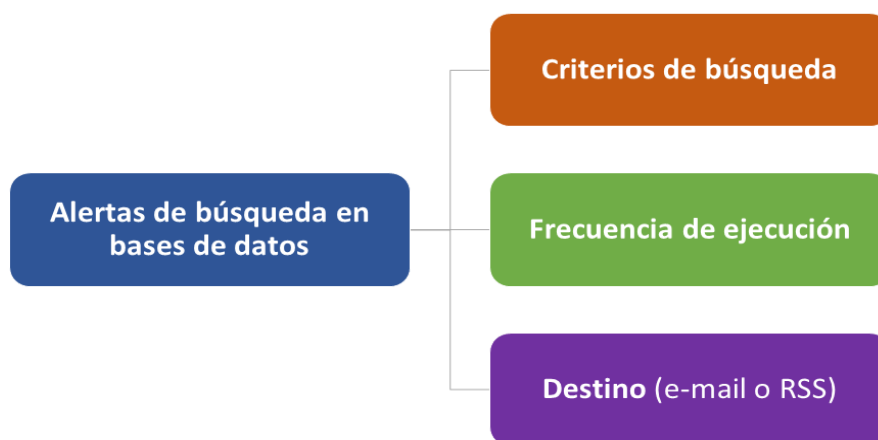 Criterios de búsqueda
Alertas de búsqueda en
bases de datos
Frecuencia de ejecución
Destino (e-mail o RSS)